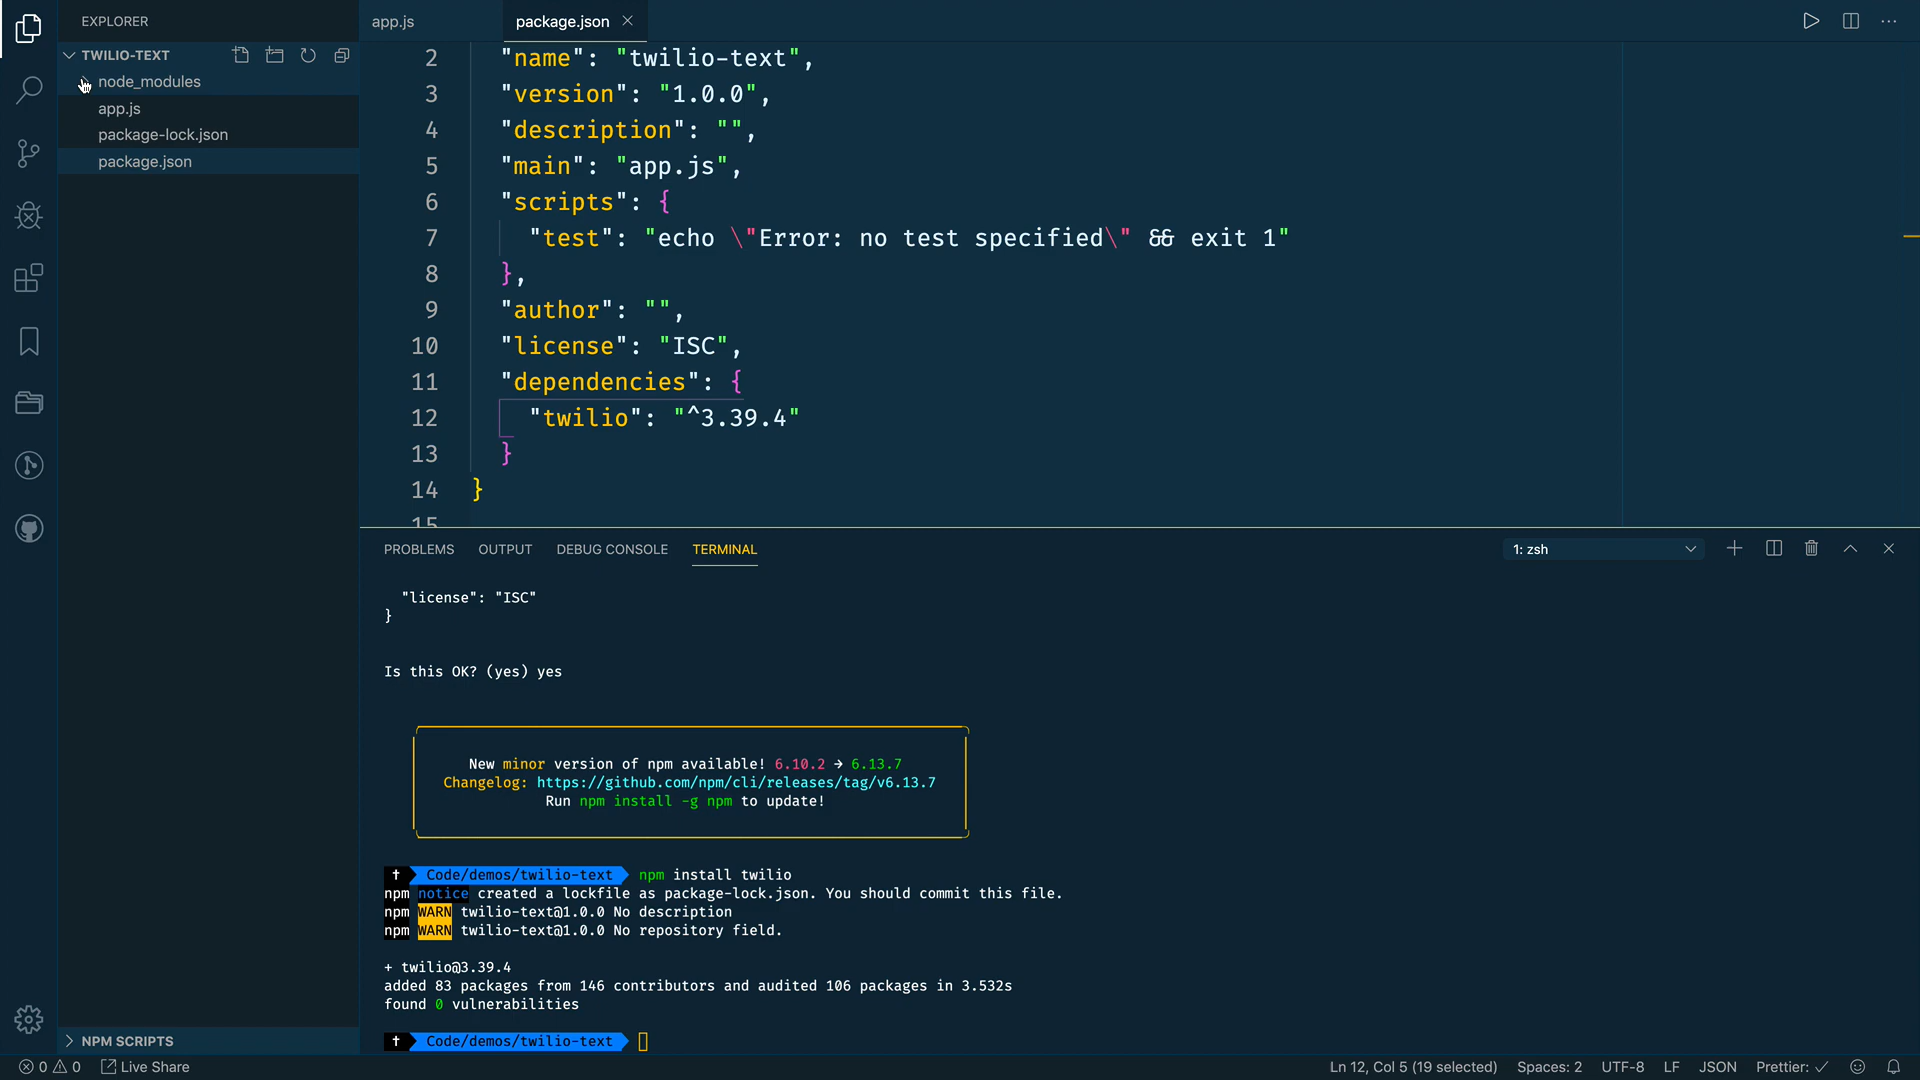 EXPLORER
TWILIO-TEXT
node_modules
app.js
package-lock.json
package.json
NPM SCRIPTS
app.js
package.json
2 "name": "twilio-text",
3 "version": "1.0.0",
4 "description": "",
5 "main": "app.js",
6 "scripts": {
7 "test": "echo \"Error: no test specified\" && exit 1"
8 },
9 "author": "",
10 "license": "ISC",
11 "dependencies": {
12 "twilio": "^3.39.4"
13 }
14 }
15
PROBLEMS OUTPUT DEBUG CONSOLE TERMINAL
1: zsh
"license": "ISC"
}
Is this OK? (yes) yes
New minor version of npm available! 6.10.2 → 6.13.7
Changelog: https://github.com/npm/cli/releases/tag/v6.13.7
Run npm install -g npm to update!
† Code/demos/twilio-text npm install twilio
npm notice created a lockfile as package-lock.json. You should commit this file.
npm WARN twilio-text@1.0.0 No description
npm WARN twilio-text@1.0.0 No repository field.
+ twilio@3.39.4
added 83 packages from 146 contributors and audited 106 packages in 3.532s
found 0 vulnerabilities
† Code/demos/twilio-text
0 0 Live Share
Ln 12, Col 5 (19 selected) Spaces: 2 UTF-8 LF JSON Prettier: ✓